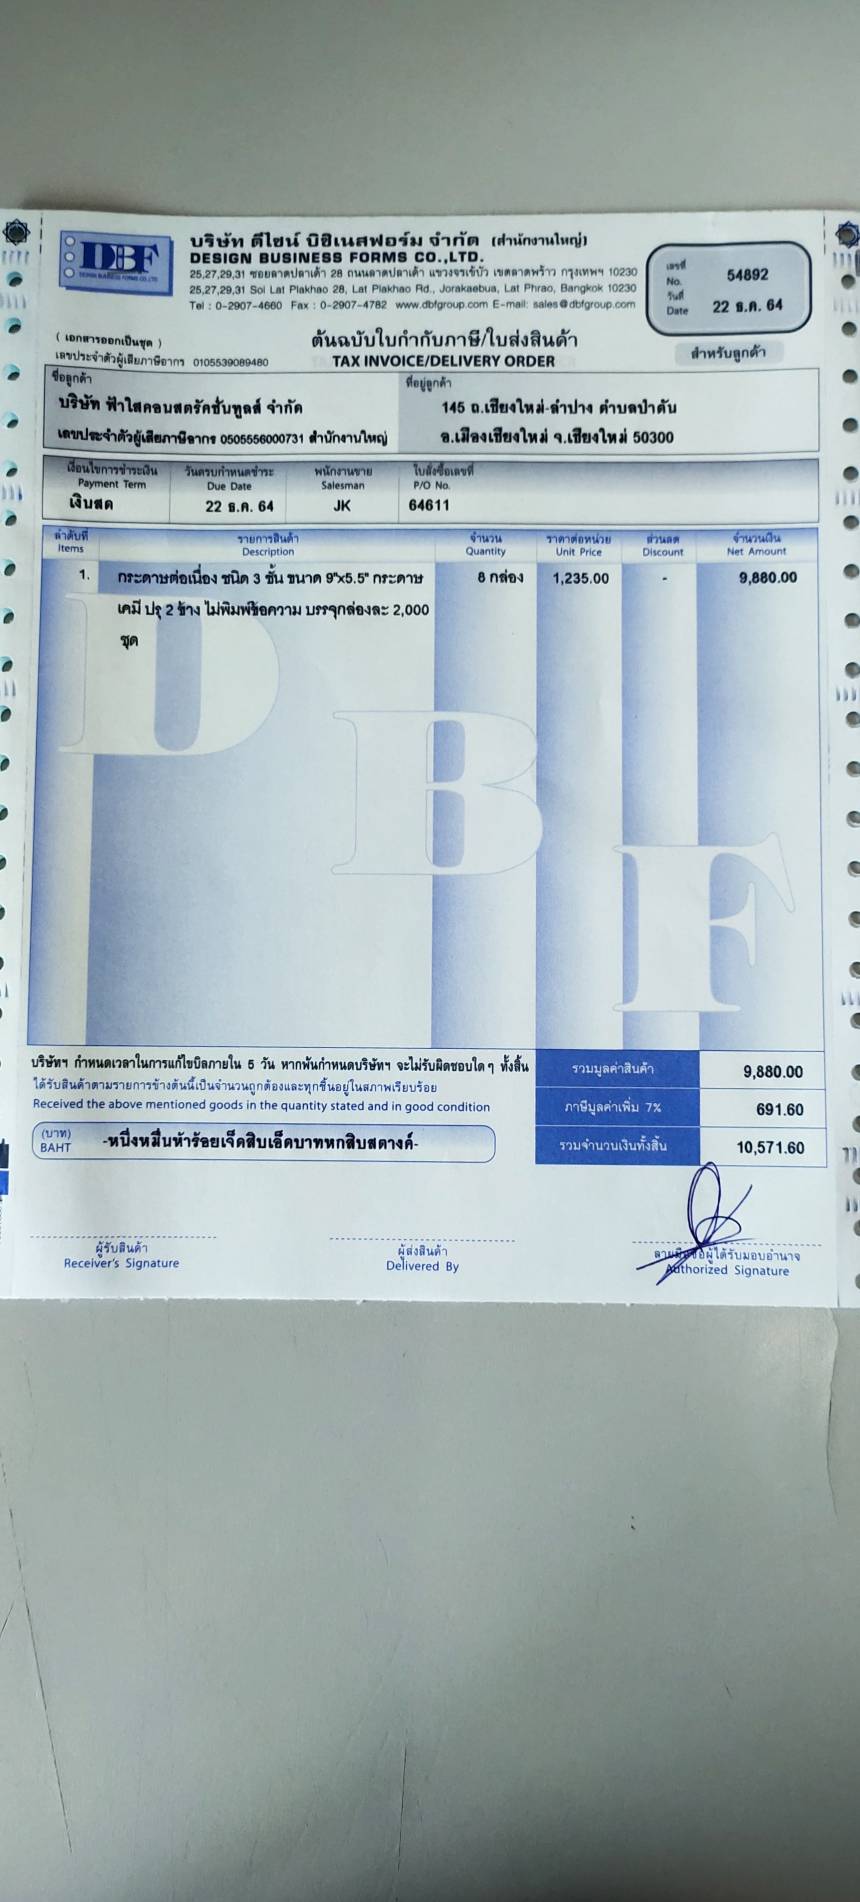 DBF
DESIGN BUSINESS FORMS CO.,LTD.
บริษัท ดีไซน์ บิซิเนสฟอร์ม จำกัด (สำนักงานใหญ่)
DESIGN BUSINESS FORMS CO.,LTD.
25,27,29,31 ซอยลาดปลาเค้า 28 ถนนลาดปลาเค้า แขวงจรเข้บัว เขตลาดพร้าว กรุงเทพฯ 10230
25,27,29,31 Soi Lat Plakhao 28, Lat Plakhao Rd., Jorakaebua, Lat Phrao, Bangkok 10230
Tel : 0-2907-4660 Fax : 0-2907-4782 www.dbfgroup.com E-mail: sales@dbfgroup.com
เลขที่
No. 54892
วันที่
Date 22 ธ.ค. 64
( เอกสารออกเป็นชุด )
เลขประจำตัวผู้เสียภาษีอากร 0105539089480
ต้นฉบับใบกำกับภาษี/ใบส่งสินค้า
TAX INVOICE/DELIVERY ORDER
สำหรับลูกค้า
ชื่อลูกค้า
บริษัท ฟ้าใสคอนสตรัคชั่นทูลส์ จำกัด
เลขประจำตัวผู้เสียภาษีอากร 0505556000731 สำนักงานใหญ่
ที่อยู่ลูกค้า
145 ถ.เชียงใหม่-ลำปาง ตำบลป่าตัน
อ.เมืองเชียงใหม่ จ.เชียงใหม่ 50300
เงื่อนไขการชำระเงิน วันครบกำหนดชำระ พนักงานขาย ใบสั่งซื้อเลขที่
Payment Term Due Date Salesman P/O No.
เงินสด 22 ธ.ค. 64 JK 64611
ลำดับที่ รายการสินค้า จำนวน ราคาต่อหน่วย ส่วนลด จำนวนเงิน
Items Description Quantity Unit Price Discount Net Amount
1. กระดาษต่อเนื่อง ชนิด 3 ชั้น ขนาด 9"x5.5" กระดาษ 8 กล่อง 1,235.00 - 9,880.00
เคมี ปรุ 2 ข้าง ไม่พิมพ์ข้อความ บรรจุกล่องละ 2,000
ชุด
DBF
บริษัทฯ กำหนดเวลาในการแก้ไขบิลภายใน 5 วัน หากพ้นกำหนดบริษัทฯ จะไม่รับผิดชอบใดๆ ทั้งสิ้น
ได้รับสินค้าตามรายการข้างต้นนี้เป็นจำนวนถูกต้องและทุกชิ้นอยู่ในสภาพเรียบร้อย
Received the above mentioned goods in the quantity stated and in good condition
รวมมูลค่าสินค้า 9,880.00
ภาษีมูลค่าเพิ่ม 7% 691.60
รวมจำนวนเงินทั้งสิ้น 10,571.60
(บาท)
BAHT -หนึ่งหมื่นห้าร้อยเจ็ดสิบเอ็ดบาทหกสิบสตางค์-
ผู้รับสินค้า
Receiver's Signature
ผู้ส่งสินค้า
Delivered By
ลายมือชื่อผู้ได้รับมอบอำนาจ
Authorized Signature